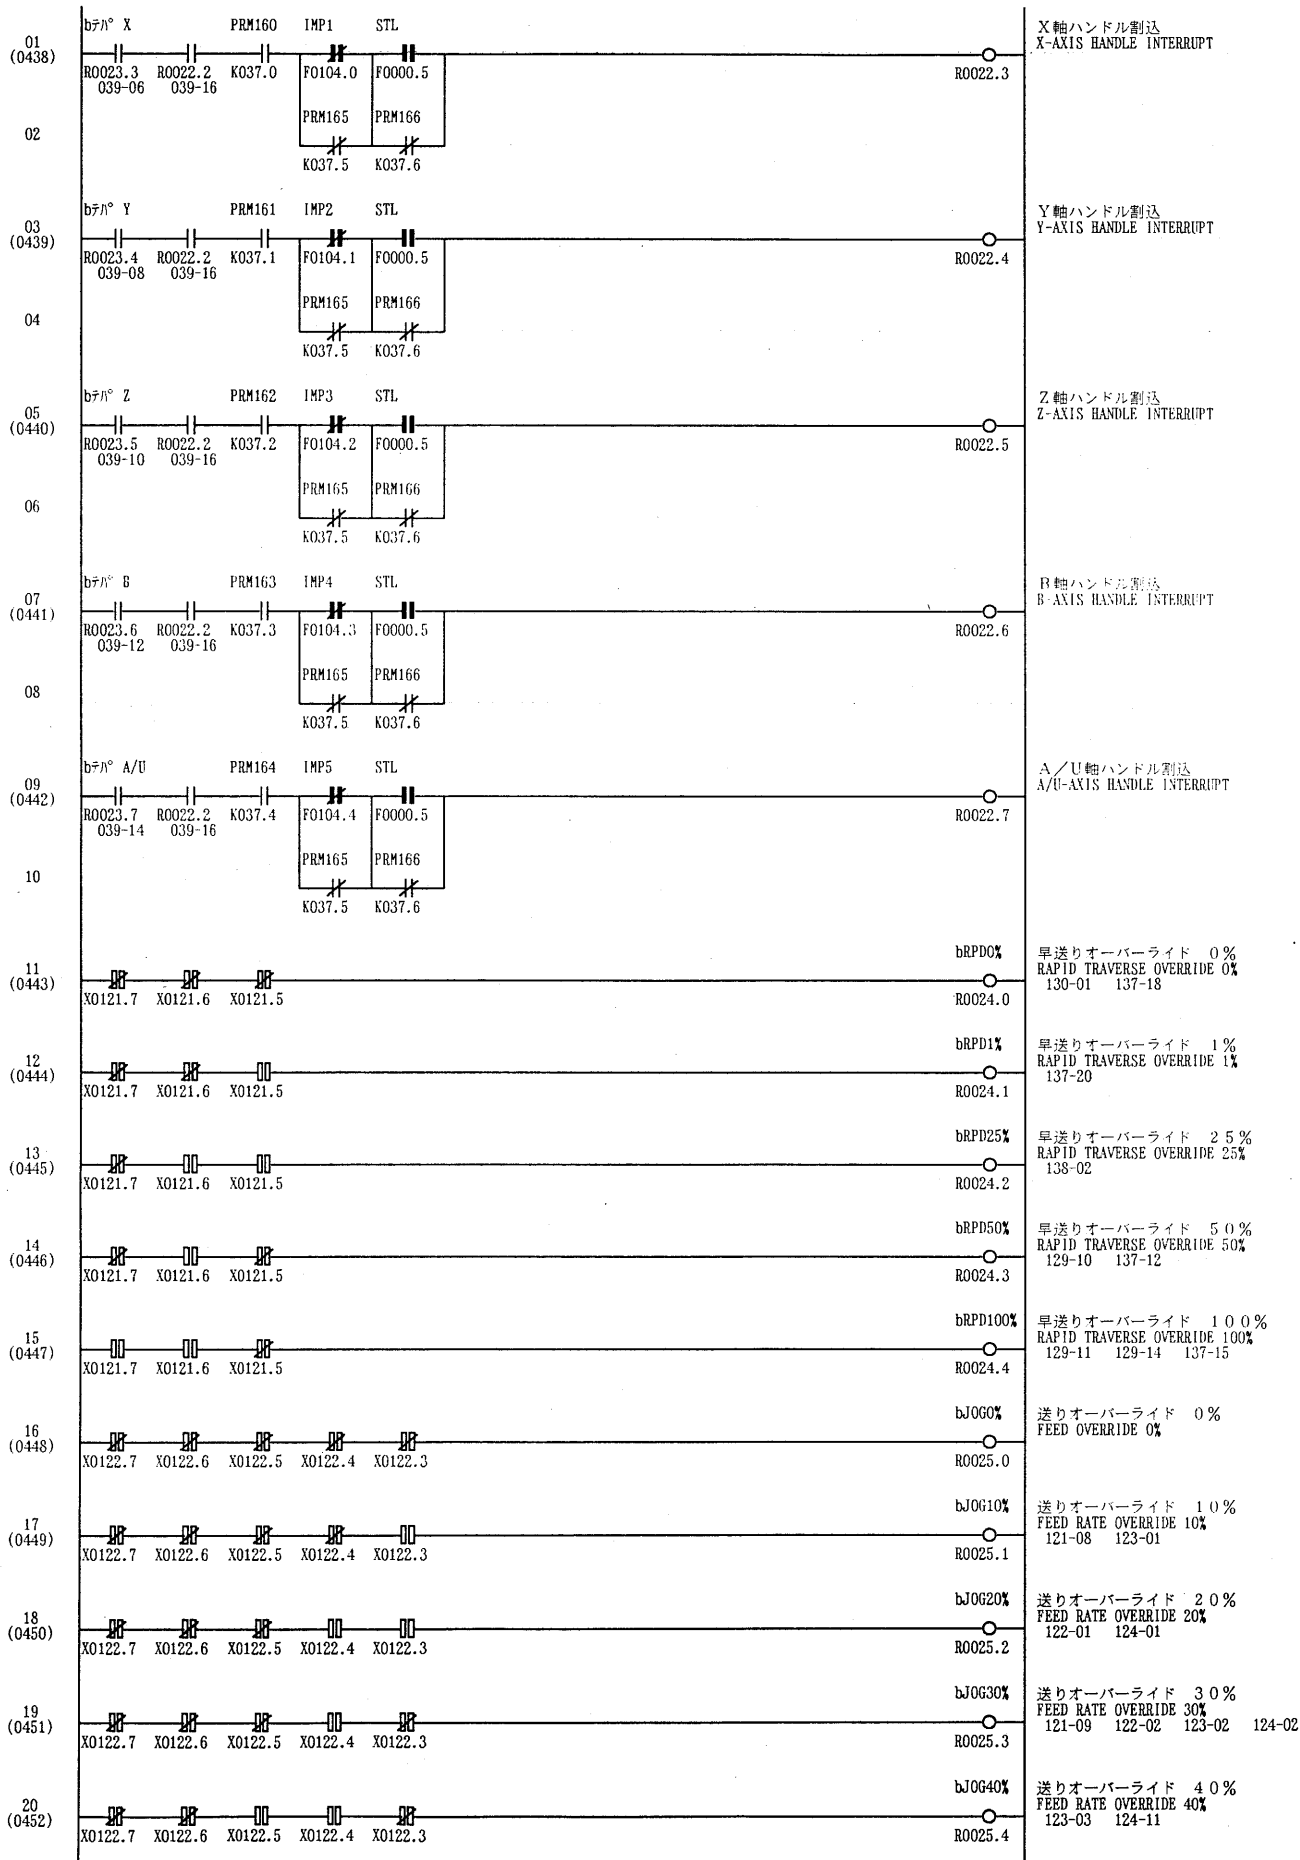 bテパ X PRM160 IMP1 STL
X軸ハンドル割込
01
(0438)
X-AXIS HANDLE INTERRUPT
R0023.3 R0022.2 K037.0 F0104.0 F0000.5 R0022.3
039-06 039-16
PRM165 PRM166
02
K037.5 K037.6
bテパ Y PRM161 IMP2 STL
Y軸ハンドル割込
03
(0439)
Y-AXIS HANDLE INTERRUPT
R0023.4 R0022.2 K037.1 F0104.1 F0000.5 R0022.4
039-08 039-16
PRM165 PRM166
04
K037.5 K037.6
bテパ Z PRM162 IMP3 STL
Z軸ハンドル割込
05
(0440)
Z-AXIS HANDLE INTERRUPT
R0023.5 R0022.2 K037.2 F0104.2 F0000.5 R0022.5
039-10 039-16
PRM165 PRM166
06
K037.5 K037.6
bテパ B PRM163 IMP4 STL
B軸ハンドル割込
07
(0441)
B-AXIS HANDLE INTERRUPT
R0023.6 R0022.2 K037.3 F0104.3 F0000.5 R0022.6
039-12 039-16
PRM165 PRM166
08
K037.5 K037.6
bテパ A/U PRM164 IMP5 STL
A/U軸ハンドル割込
09
(0442)
A/U-AXIS HANDLE INTERRUPT
R0023.7 R0022.2 K037.4 F0104.4 F0000.5 R0022.7
039-14 039-16
PRM165 PRM166
10
K037.5 K037.6
bRPD0% 早送りオーバーライド 0%
11
(0443)
RAPID TRAVERSE OVERRIDE 0%
130-01 137-18
X0121.7 X0121.6 X0121.5 R0024.0
bRPD1% 早送りオーバーライド 1%
12
(0444)
RAPID TRAVERSE OVERRIDE 1%
137-20
X0121.7 X0121.6 X0121.5 R0024.1
bRPD25% 早送りオーバーライド 25%
13
(0445)
RAPID TRAVERSE OVERRIDE 25%
138-02
X0121.7 X0121.6 X0121.5 R0024.2
bRPD50% 早送りオーバーライド 50%
14
(0446)
RAPID TRAVERSE OVERRIDE 50%
129-10 137-12
X0121.7 X0121.6 X0121.5 R0024.3
bRPD100% 早送りオーバーライド 100%
15
(0447)
RAPID TRAVERSE OVERRIDE 100%
129-11 129-14 137-15
X0121.7 X0121.6 X0121.5 R0024.4
bJOG0% 送りオーバーライド 0%
16
(0448)
FEED OVERRIDE 0%
X0122.7 X0122.6 X0122.5 X0122.4 X0122.3 R0025.0
bJOG10% 送りオーバーライド 10%
17
(0449)
FEED RATE OVERRIDE 10%
121-08 123-01
X0122.7 X0122.6 X0122.5 X0122.4 X0122.3 R0025.1
bJOG20% 送りオーバーライド 20%
18
(0450)
FEED RATE OVERRIDE 20%
122-01 124-01
X0122.7 X0122.6 X0122.5 X0122.4 X0122.3 R0025.2
bJOG30% 送りオーバーライド 30%
19
(0451)
FEED RATE OVERRIDE 30%
121-09 122-02 123-02 124-02
X0122.7 X0122.6 X0122.5 X0122.4 X0122.3 R0025.3
bJOG40% 送りオーバーライド 40%
20
(0452)
FEED RATE OVERRIDE 40%
123-03 124-11
X0122.7 X0122.6 X0122.5 X0122.4 X0122.3 R0025.4